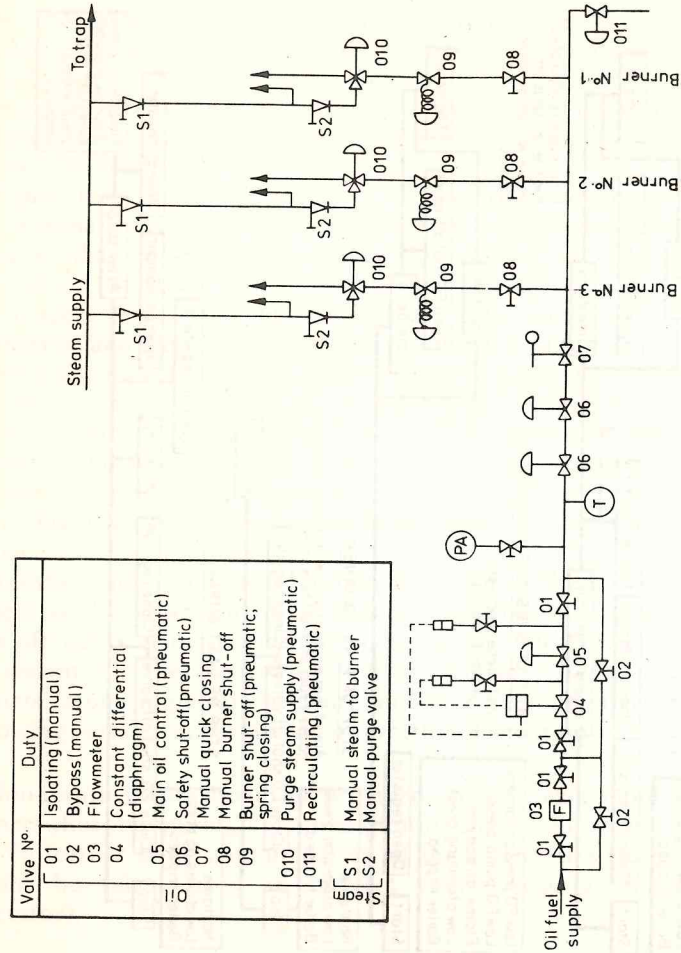 Valve Nº. Duty
Oil
01 Isolating (manual)
02 Bypass (manual)
03 Flowmeter
04 Constant differential
(diaphragm)
05 Main oil control (pheumatic)
06 Safety shut-off (pneumatic)
07 Manual quick closing
08 Manual burner shut-off
09 Burner shut-off (pneumatic;
spring closing)
010 Purge steam supply (pneumatic)
011 Recirculating (pneumatic)
Steam
S1 Manual steam to burner
S2 Manual purge valve
Steam supply
To trap
S1
S1
S1
S2
S2
S2
010
010
010
09
09
09
08
08
08
Burner Nº·3
Burner Nº·2
Burner Nº·1
011
07
06
06
T
PA
01
05
04
02
01
01
F
03
01
02
Oil fuel
supply